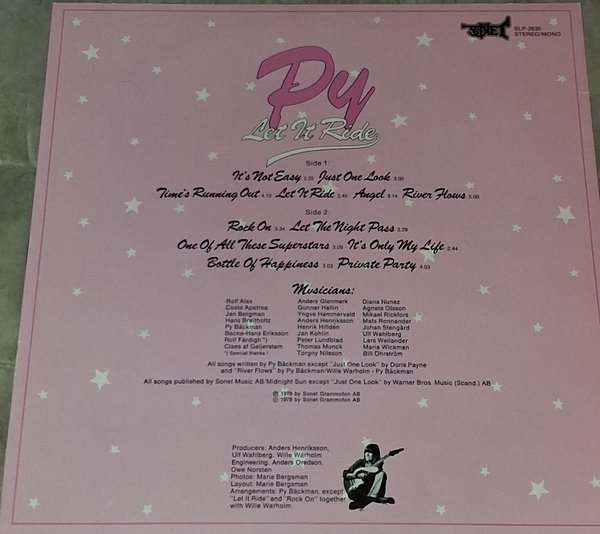 SONET
SLP-2630
STEREO/MONO
Py
Let It Ride
Side 1:
It's Not Easy 2.35 Just One Look 3.00
Time's Running Out 4.10 Let It Ride 2.45 Angel 3.14 River Flows 5.00
Side 2:
Rock On 3.34 Let The Night Pass 3.28
One Of All These Superstars 3.09 It's Only My Life 2.44
Bottle Of Happiness 3.03 Private Party 4.03
Musicians:
Rolf Alex
Coste Apetrea
Jan Bergman
Hans Breitholtz
Py Bäckman
Backa-Hans Eriksson
Rolf Färdigh *)
Claes af Geijerstam
*) Special thanks!
Anders Glenmark
Gunnar Hallin
Yngve Hammervald
Anders Henriksson
Henrik Hilldén
Jan Kohlin
Peter Lundblad
Thomas Munck
Torgny Nilsson
Diana Nunez
Agneta Olsson
Mikael Rickfors
Mats Ronnander
Johan Stengård
Ulf Wahlberg
Lars Wellander
Maria Wickman
Bill Öhrström
All songs written by Py Bäckman except "Just One Look" by Doris Payne
and "River Flows" by Py Bäckman/Wille Warholm - Py Bäckman
All songs published by Sonet Music AB/Midnight Sun except "Just One Look" by Warner Bros. Music (Scand.) AB
℗ 1979 by Sonet Grammofon AB
© 1979 by Sonet Grammofon AB
Producers: Anders Henriksson,
Ulf Wahlberg, Wille Warholm
Engineering: Anders Oredson,
Owe Norsten
Photos: Marie Bergman
Layout: Marie Bergman
Arrangements: Py Bäckman, except
"Let It Ride" and "Rock On" together
with Wille Warholm.